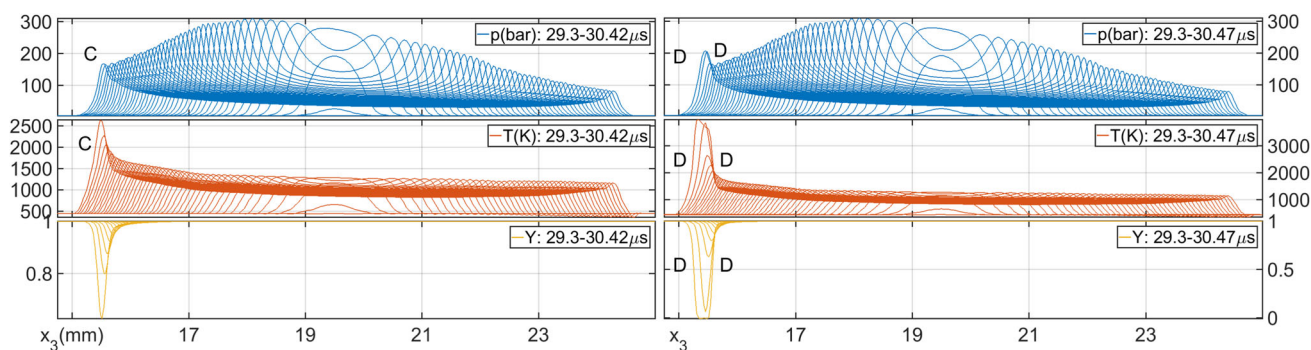 300
200
100
C
p(bar): 29.3-30.42μs
2500
2000
1500
1000
500
C
T(K): 29.3-30.42μs
1
0.8
Y: 29.3-30.42μs
x3(mm) 17 19 21 23
D D
p(bar): 29.3-30.47μs
300
200
100
D D
T(K): 29.3-30.47μs
3000
2000
1000
D D
Y: 29.3-30.47μs
1
0.5
0
x3 17 19 21 23